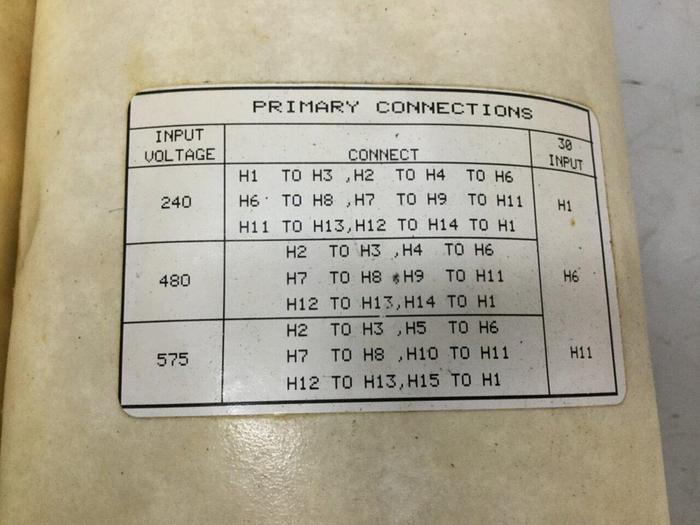 PRIMARY CONNECTIONS
INPUT VOLTAGE CONNECT 30 INPUT
240
H1 TO H3 ,H2 TO H4 TO H6
H6 TO H8 ,H7 TO H9 TO H11
H11 TO H13,H12 TO H14 TO H1
H1
480
H2 TO H3 ,H4 TO H6
H7 TO H8 ,H9 TO H11
H12 TO H13,H14 TO H1
H6
575
H2 TO H3 ,H5 TO H6
H7 TO H8 ,H10 TO H11
H12 TO H13,H15 TO H1
H11